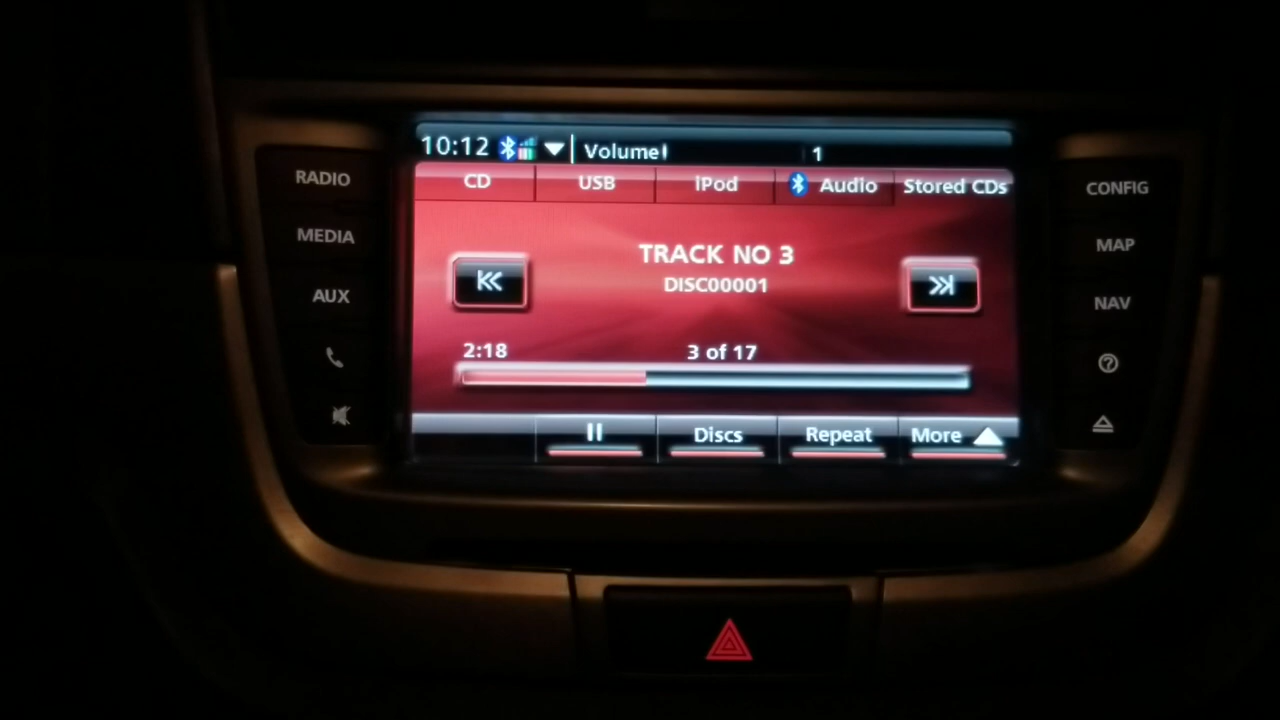 10:12 Volume 1
CD USB iPod Audio Stored CDs
RADIO
MEDIA
AUX
TRACK NO 3
DISC00001
2:18 3 of 17
Discs Repeat More
CONFIG
MAP
NAV